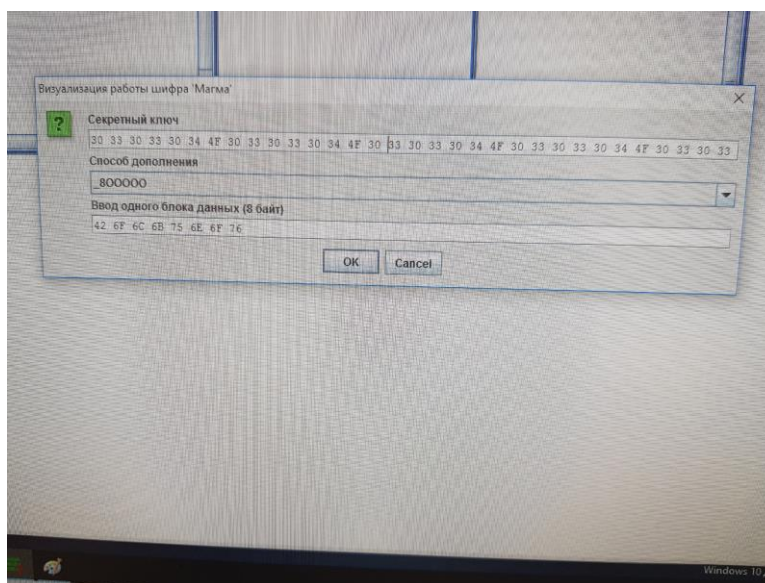 Визуализация работы шифра 'Магма'
Секретный ключ
30 33 30 33 30 34 4F 30 33 30 33 30 34 4F 30 33 30 33 30 34 4F 30 33 30 33 30 34 4F 30 33 30 33
Способ дополнения
_800000
Ввод одного блока данных (8 байт)
42 6F 6C 6B 75 6E 6F 76
OK
Cancel
Windows 10